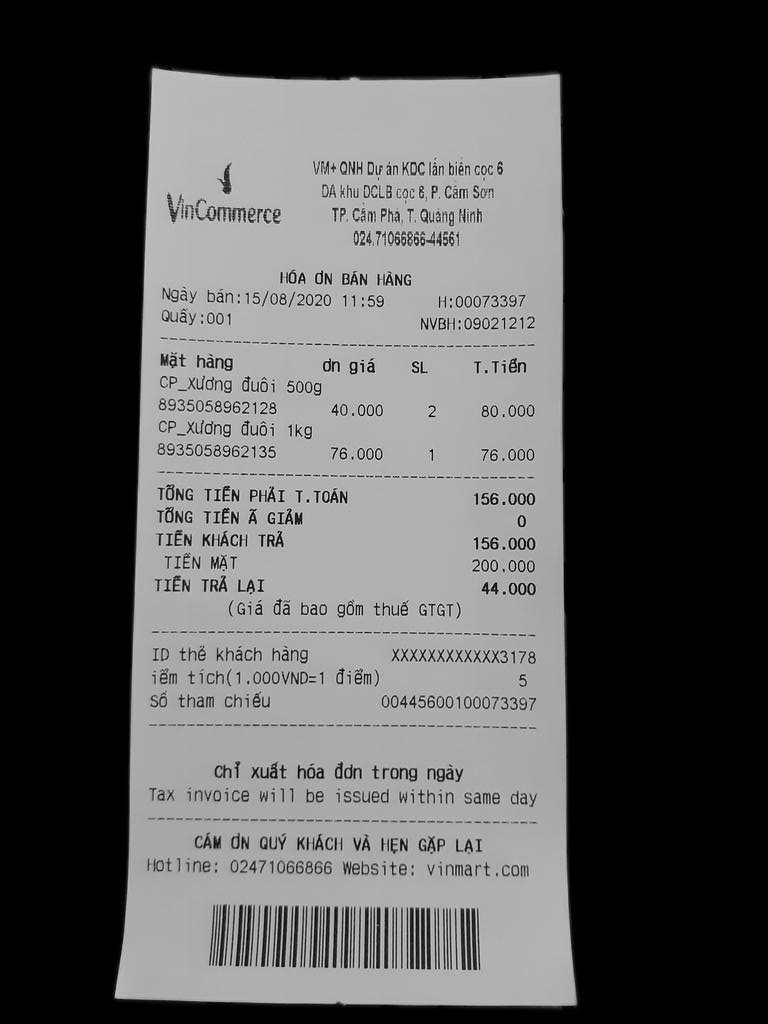 VinCommerce
VM+ QNH Dự án KDC lấn biên cọc 6
DA khu DCLB cọc 6, P. Cẩm Sơn
TP. Cẩm Phả, T. Quảng Ninh
024.71066866-44561
HÓA ƠN BÁN HÀNG
Ngày bán:15/08/2020 11:59 H:00073397
Quầy:001 NVBH:09021212
Mặt hàng ơn giá SL T.Tiền
CP_Xương đuôi 500g
8935058962128 40.000 2 80.000
CP_Xương đuôi 1kg
8935058962135 76.000 1 76.000
TỔNG TIỀN PHẢI T.TOÁN 156.000
TỔNG TIỀN Ã GIẢM 0
TIỀN KHÁCH TRẢ 156.000
TIỀN MẶT 200.000
TIỀN TRẢ LẠI 44.000
(Giá đã bao gồm thuế GTGT)
ID thẻ khách hàng XXXXXXXXXXXX3178
iểm tích(1.000VND=1 điểm) 5
Số tham chiếu 00445600100073397
Chỉ xuất hóa đơn trong ngày
Tax invoice will be issued within same day
CÁM ƠN QUÝ KHÁCH VÀ HẸN GẶP LẠI
Hotline: 02471066866 Website: vinmart.com